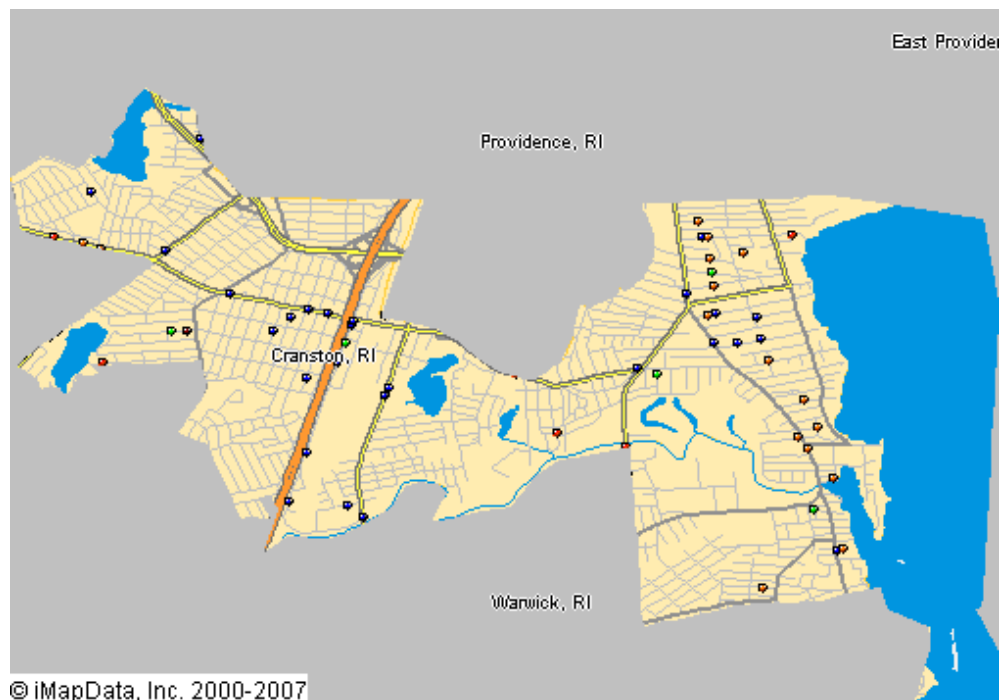 East Provider
Providence, RI
Cranston, RI
Warwick, RI
© iMapData, Inc. 2000-2007